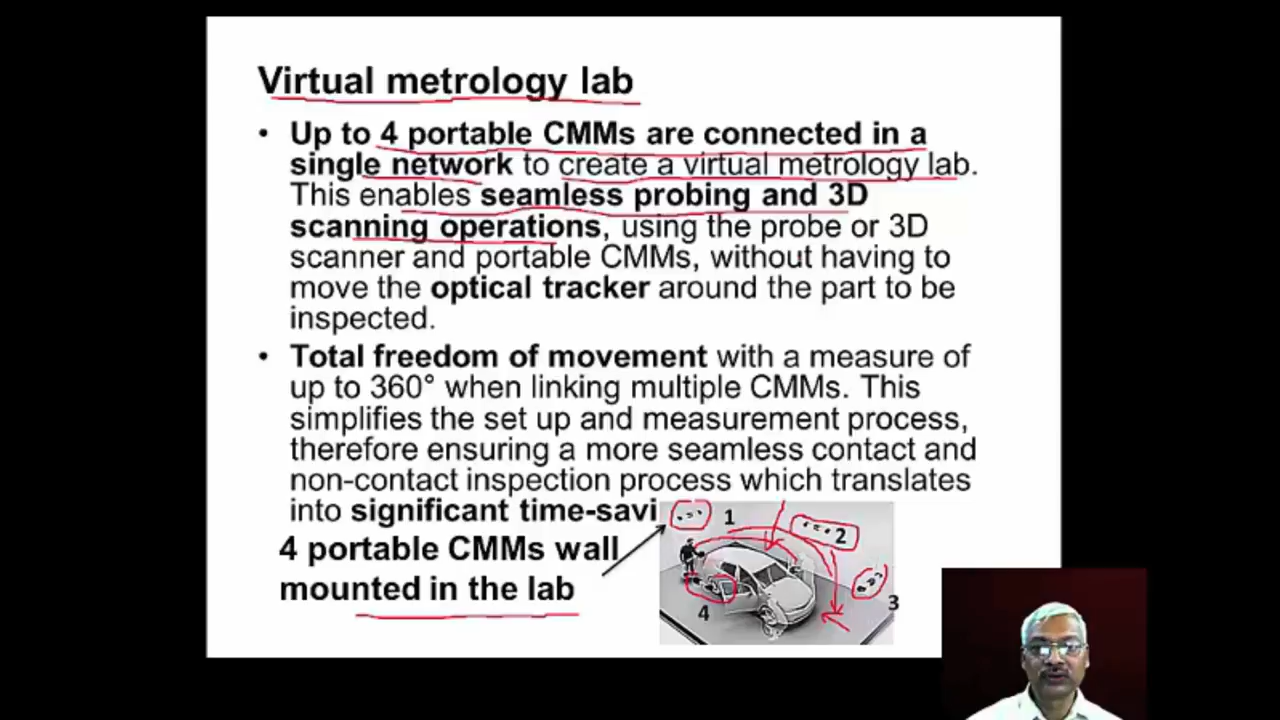 Virtual metrology lab
• Up to 4 portable CMMs are connected in a
single network to create a virtual metrology lab.
This enables seamless probing and 3D
scanning operations, using the probe or 3D
scanner and portable CMMs, without having to
move the optical tracker around the part to be
inspected.
• Total freedom of movement with a measure of
up to 360° when linking multiple CMMs. This
simplifies the set up and measurement process,
therefore ensuring a more seamless contact and
non-contact inspection process which translates
into significant time-savi
4 portable CMMs wall
mounted in the lab
1
2
3
4